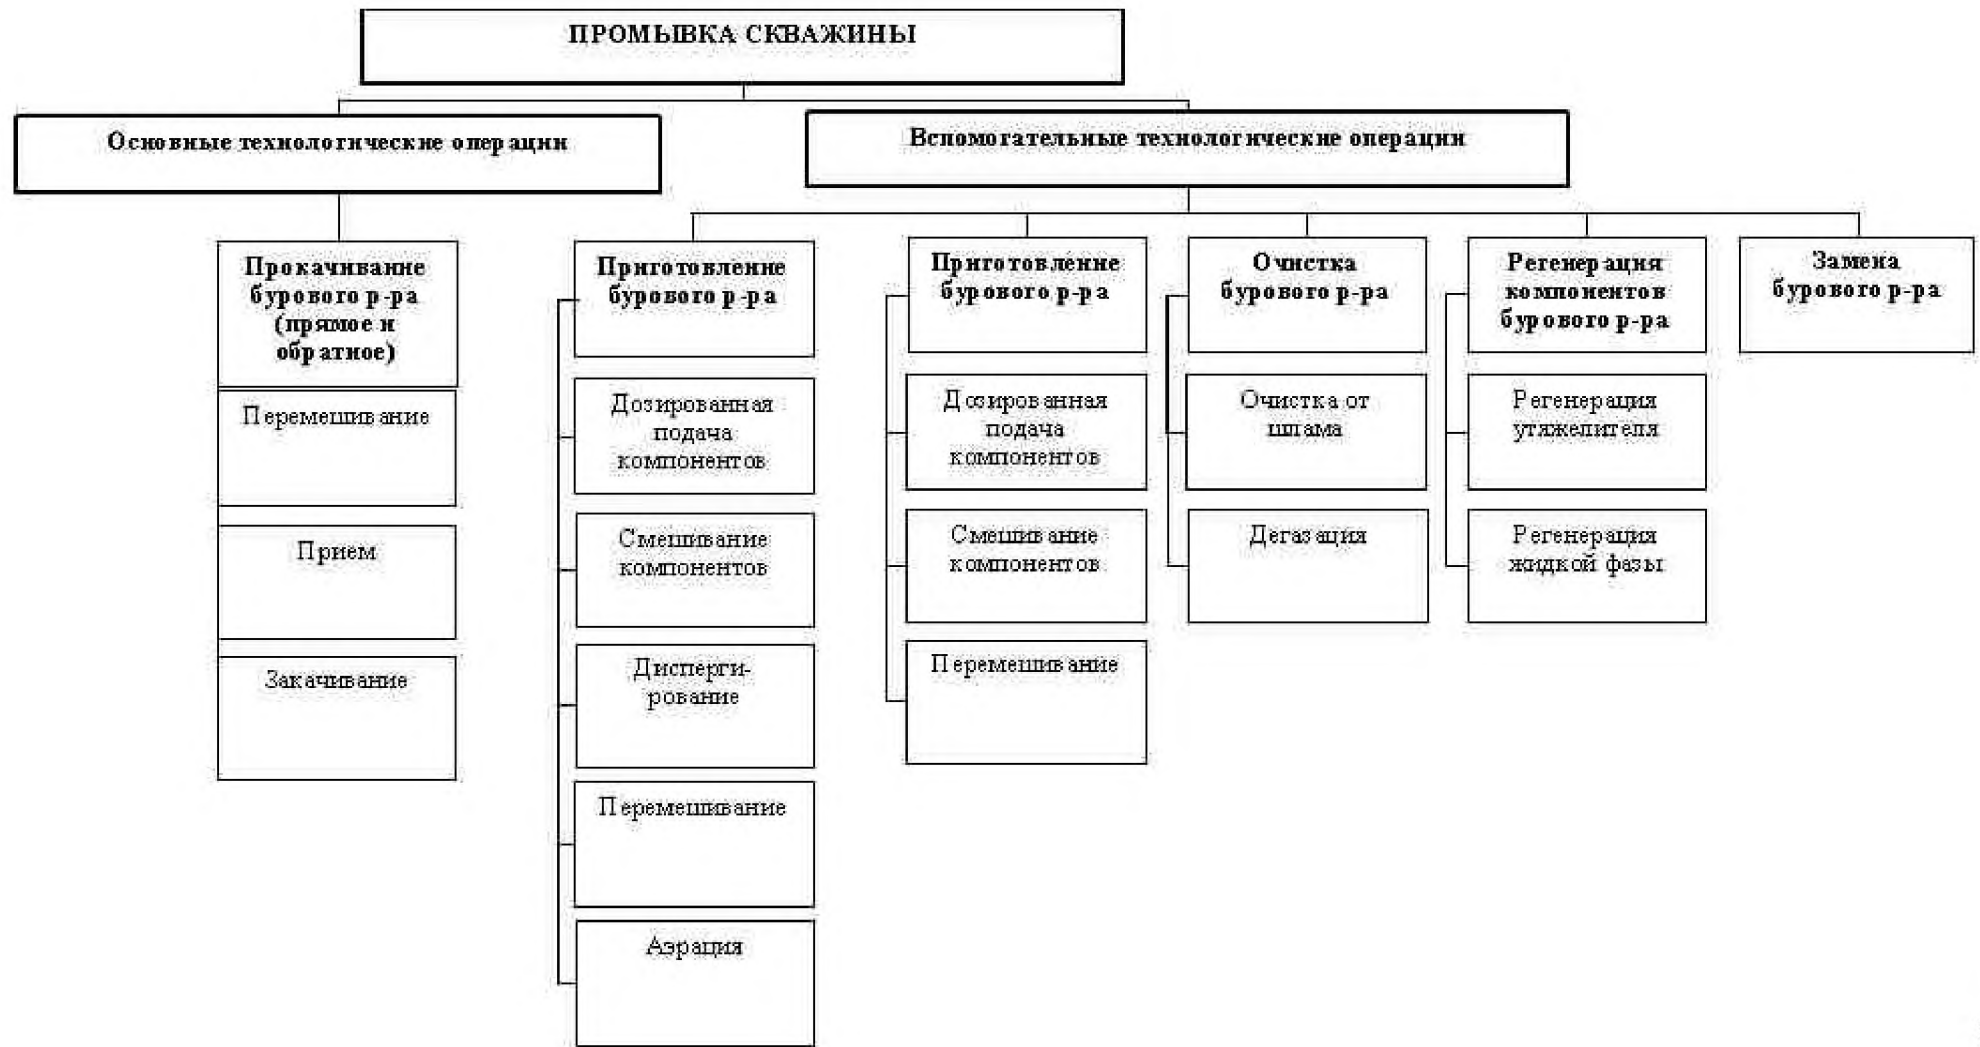 ПРОМЫВКА СКВАЖИНЫ
Основные технологические операции
Вспомогательные технологические операции
Прокачивание
бурового р-ра
(прямое и
обратное)
Перемешивание
Прием
Закачивание
Приготовление
бурового р-ра
Дозированная
подача
компонентов
Смешивание
компонентов
Дисперги-
рование
Перемешивание
Аэрация
Приготовление
бурового р-ра
Дозированная
подача
компонентов
Смешивание
компонентов
Перемешивание
Очистка
бурового р-ра
Очистка от
шлама
Дегазация
Регенерация
компонентов
бурового р-ра
Регенерация
утяжелителя
Регенерация
жидкой фазы
Замена
бурового р-ра